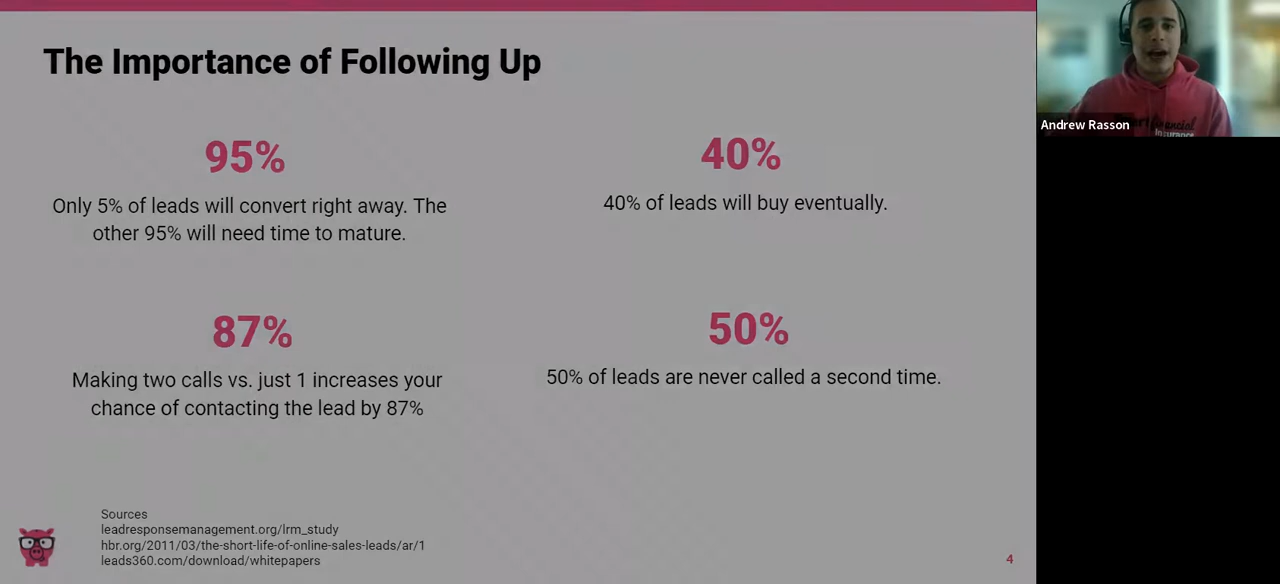 The Importance of Following Up
95%
Only 5% of leads will convert right away. The
other 95% will need time to mature.
40%
40% of leads will buy eventually.
87%
Making two calls vs. just 1 increases your
chance of contacting the lead by 87%
50%
50% of leads are never called a second time.
Sources
leadresponsemanagement.org/lrm_study
hbr.org/2011/03/the-short-life-of-online-sales-leads/ar/1
leads360.com/download/whitepapers
4
Andrew Rasson